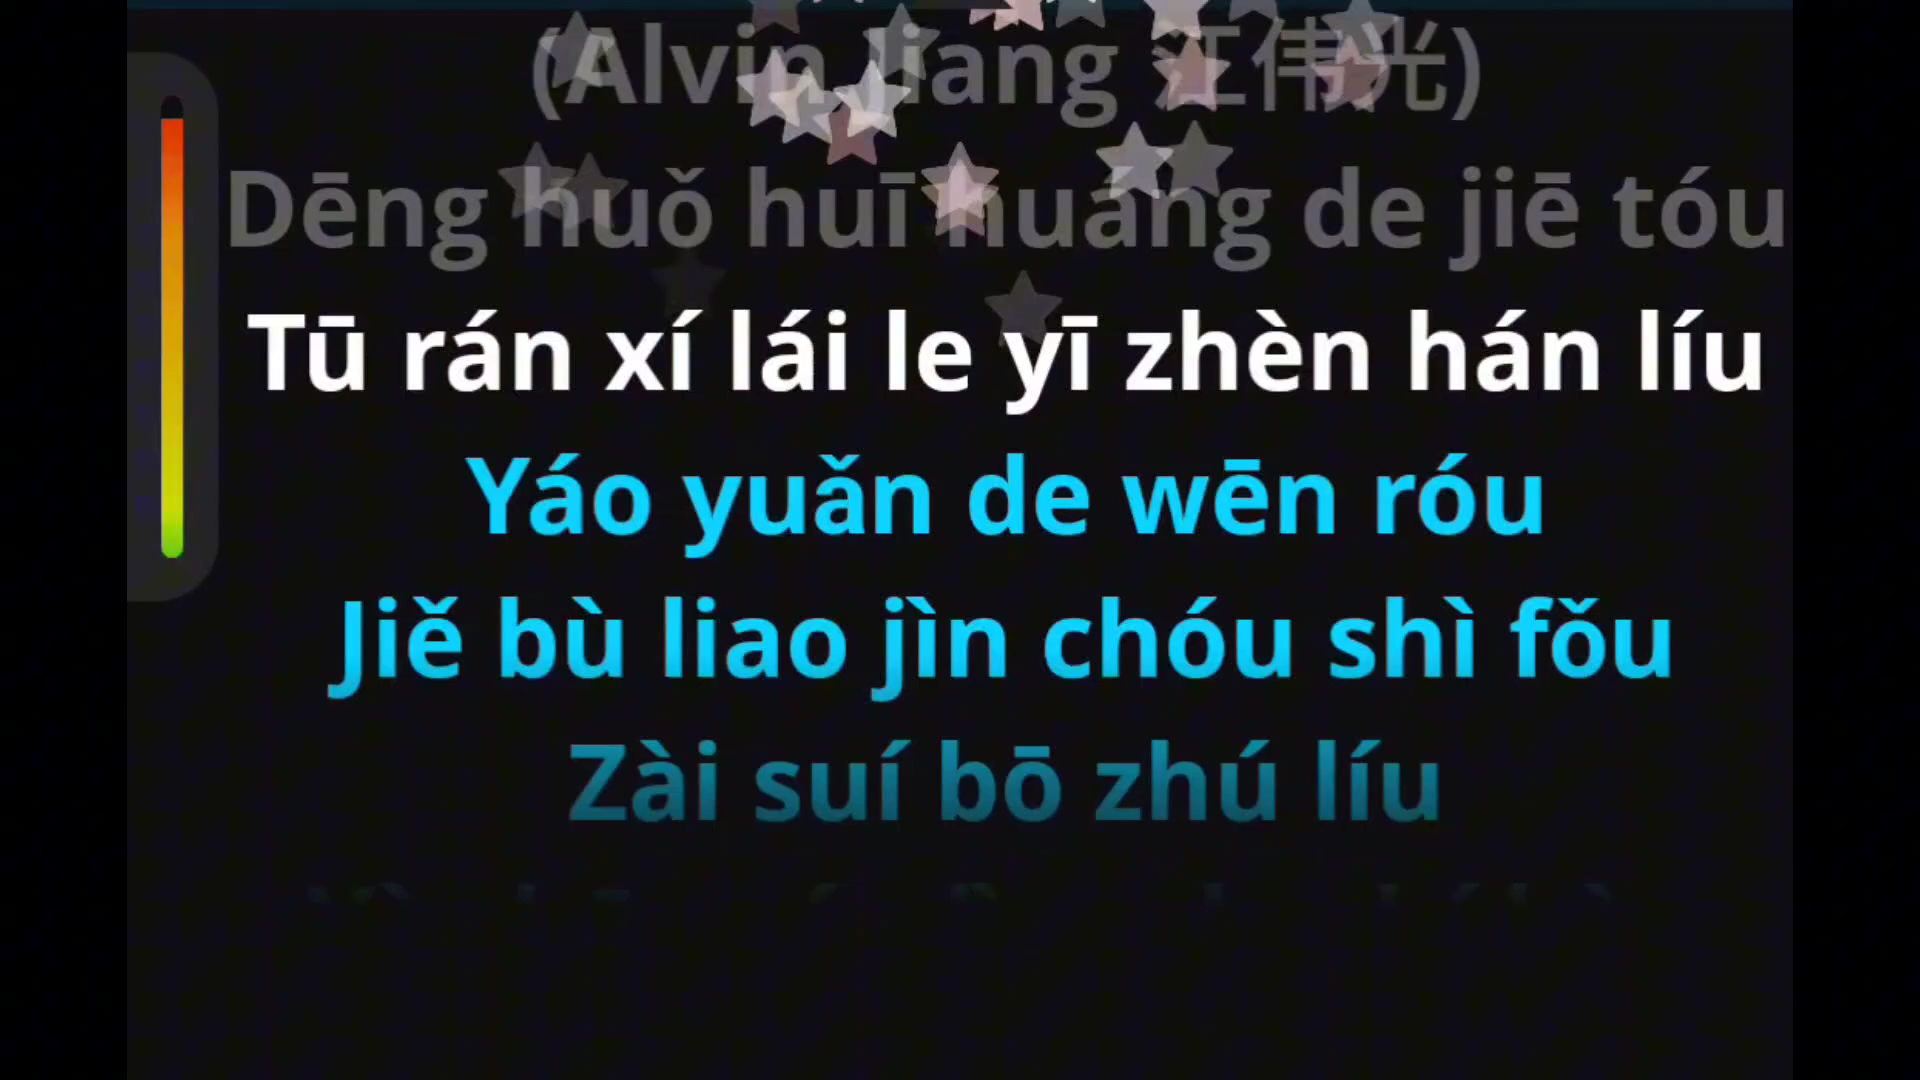 (Alvin Jiang 江伟光)
Dēng huǒ huī huáng de jiē tóu
Tū rán xí lái le yī zhèn hán líu
Yáo yuǎn de wēn róu
Jiě bù liao jìn chóu shì fǒu
Zài suí bō zhú líu